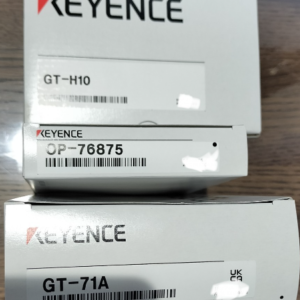 KEYENCE
GT-H10
KEYENCE
OP-76875
KEYENCE
GT-71A
UK
CA